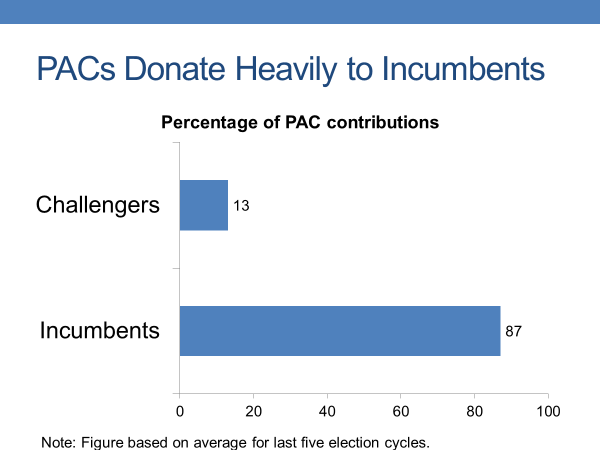 PACs Donate Heavily to Incumbents
Percentage of PAC contributions
Challengers
13
Incumbents
87
0 20 40 60 80 100
Note: Figure based on average for last five election cycles.